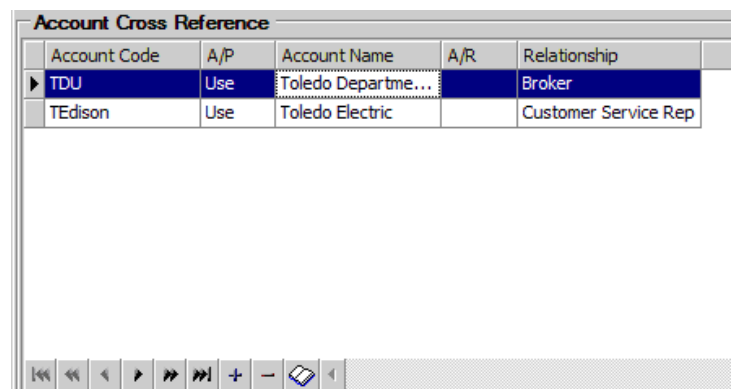 Account Cross Reference
Account Code A/P Account Name A/R Relationship
TDU Use Toledo Departme... Broker
TEdison Use Toledo Electric Customer Service Rep